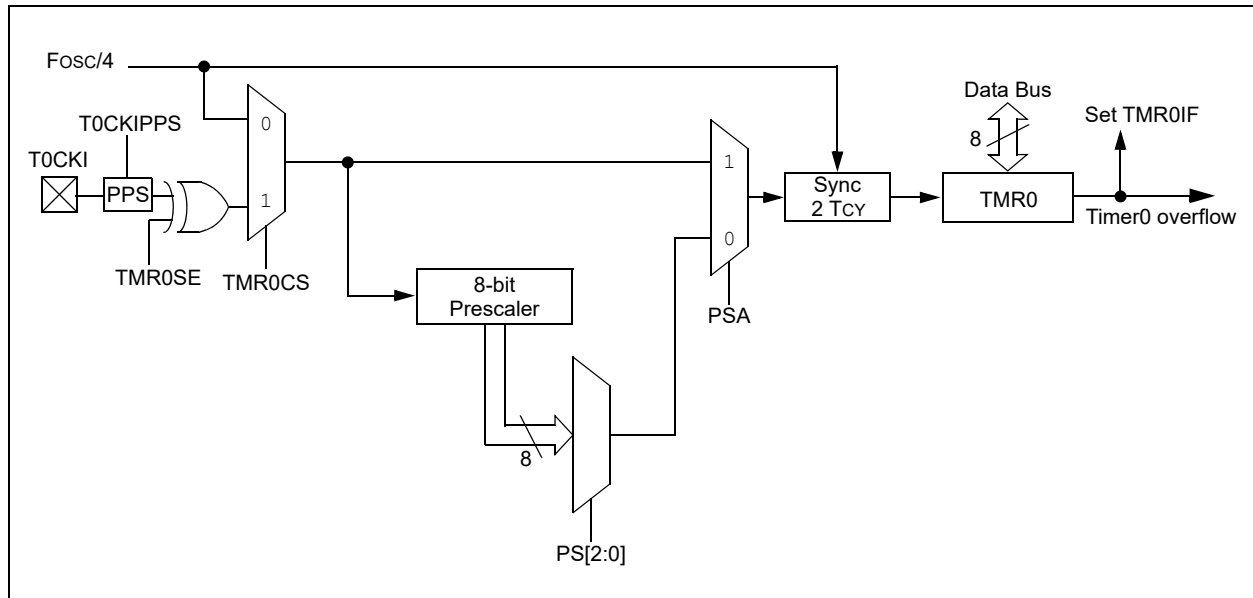 FOSC/4
Data Bus
Set TMR0IF
T0CKIPPS
0
8
T0CKI
1
PPS
Sync
2 TCY
TMR0
1
Timer0 overflow
0
TMR0SE
TMR0CS
8-bit
Prescaler
PSA
8
PS[2:0]